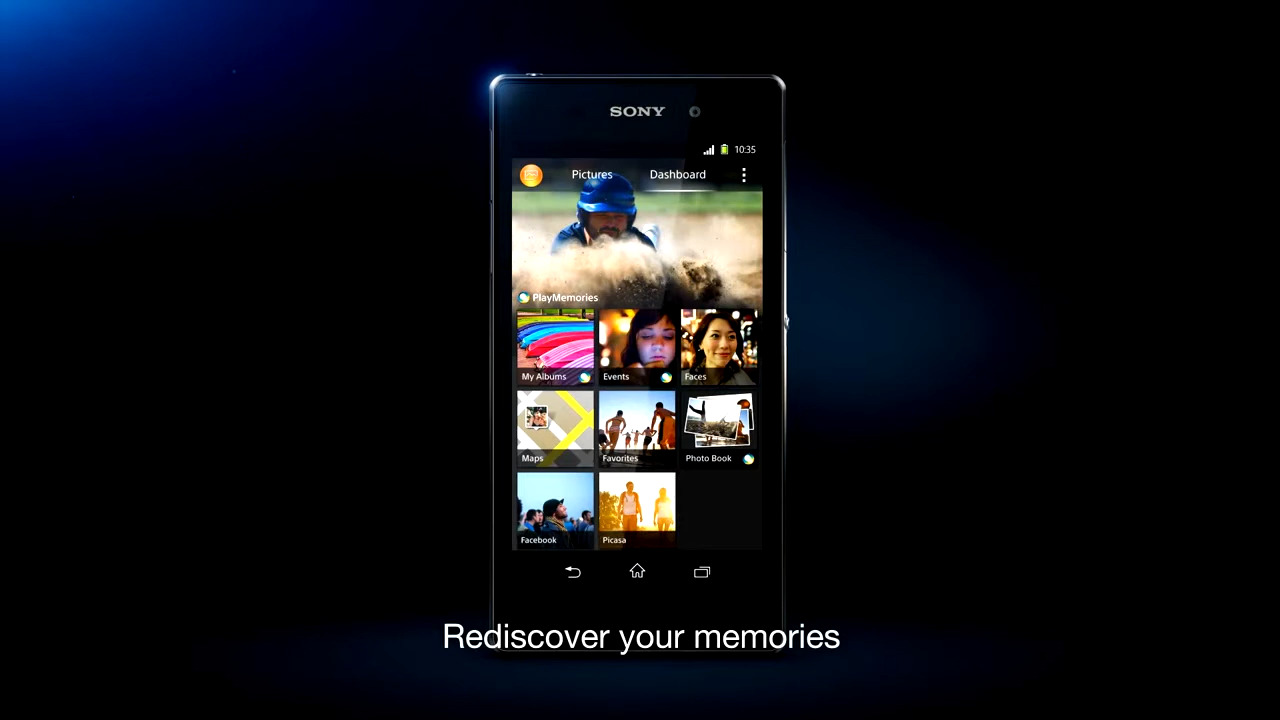 SONY
10:35
Pictures Dashboard
PlayMemories
My Albums Events Faces
Maps Favorites Photo Book
Facebook Picasa
Rediscover your memories